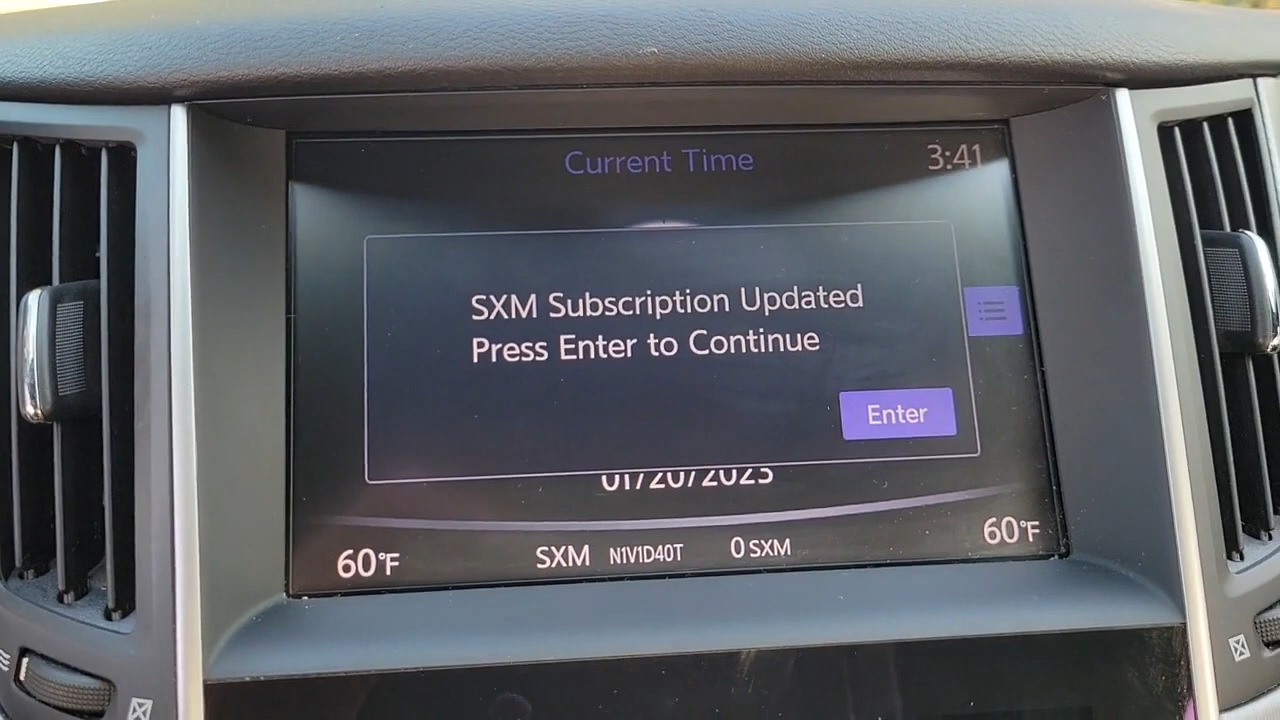 Current Time
3:41
SXM Subscription Updated
Press Enter to Continue
Enter
01/20/2023
60°F
SXM N1V1D40T 0 SXM
60°F